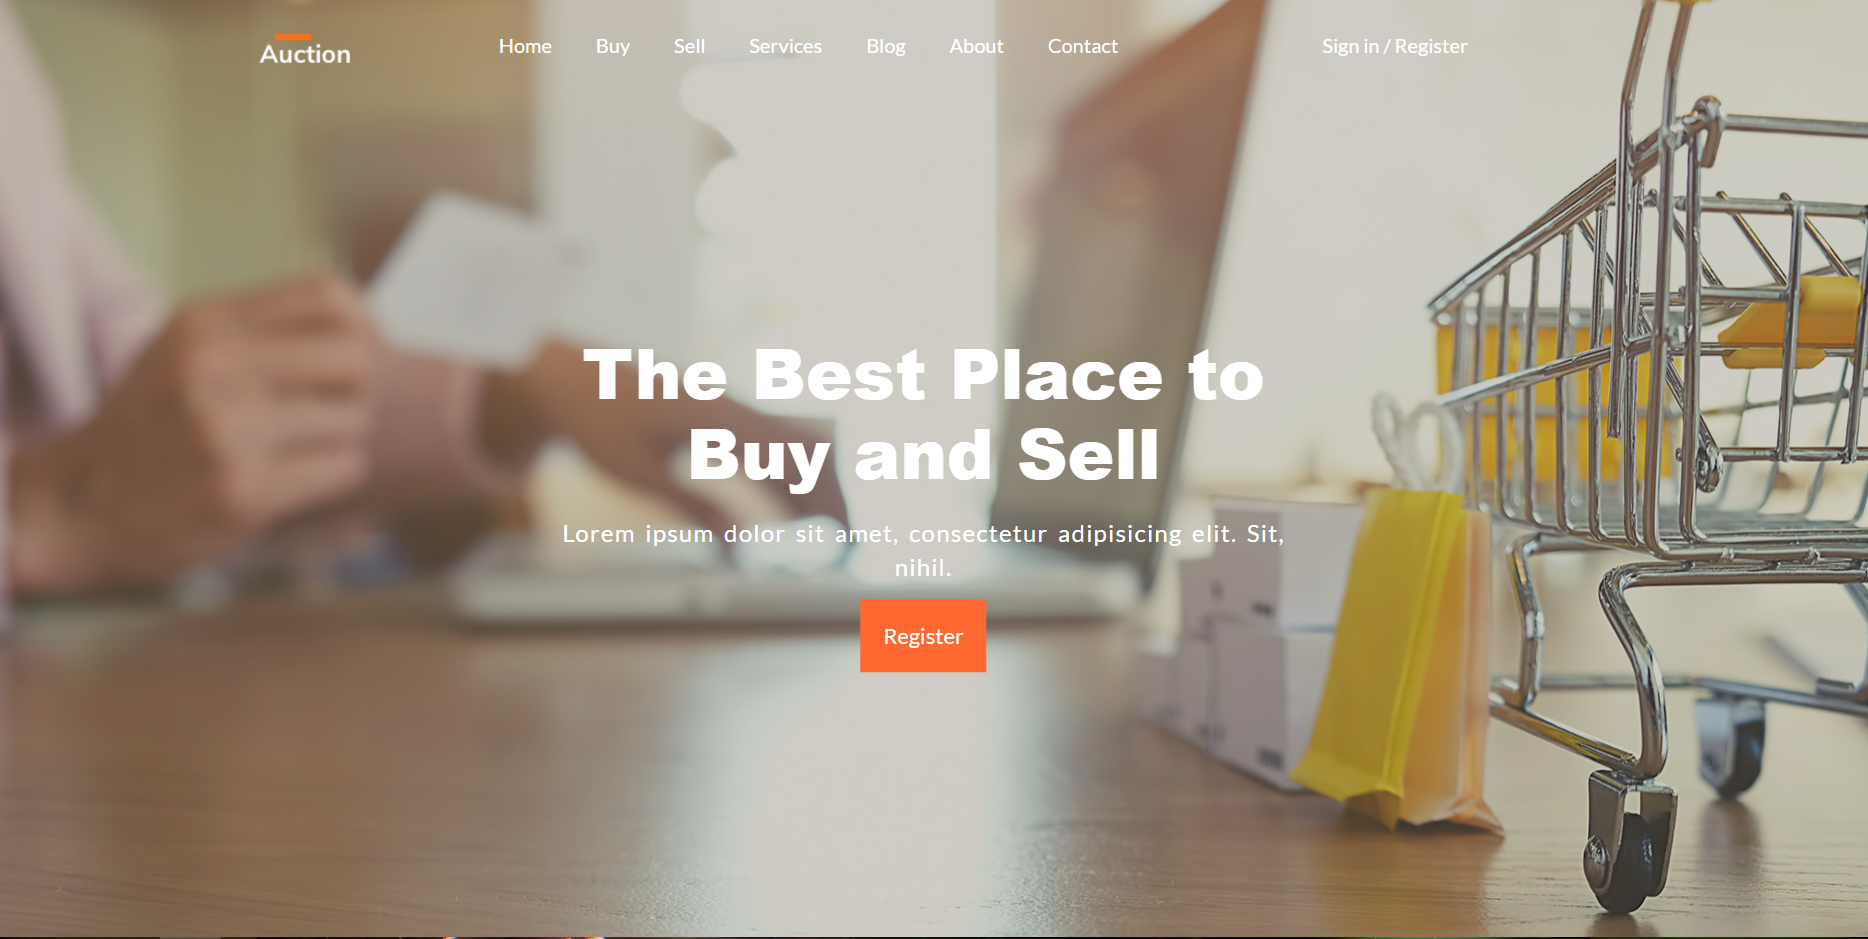 Auction
Home Buy Sell Services Blog About Contact Sign in / Register
The Best Place to
Buy and Sell
Lorem ipsum dolor sit amet, consectetur adipisicing elit. Sit,
nihil.
Register